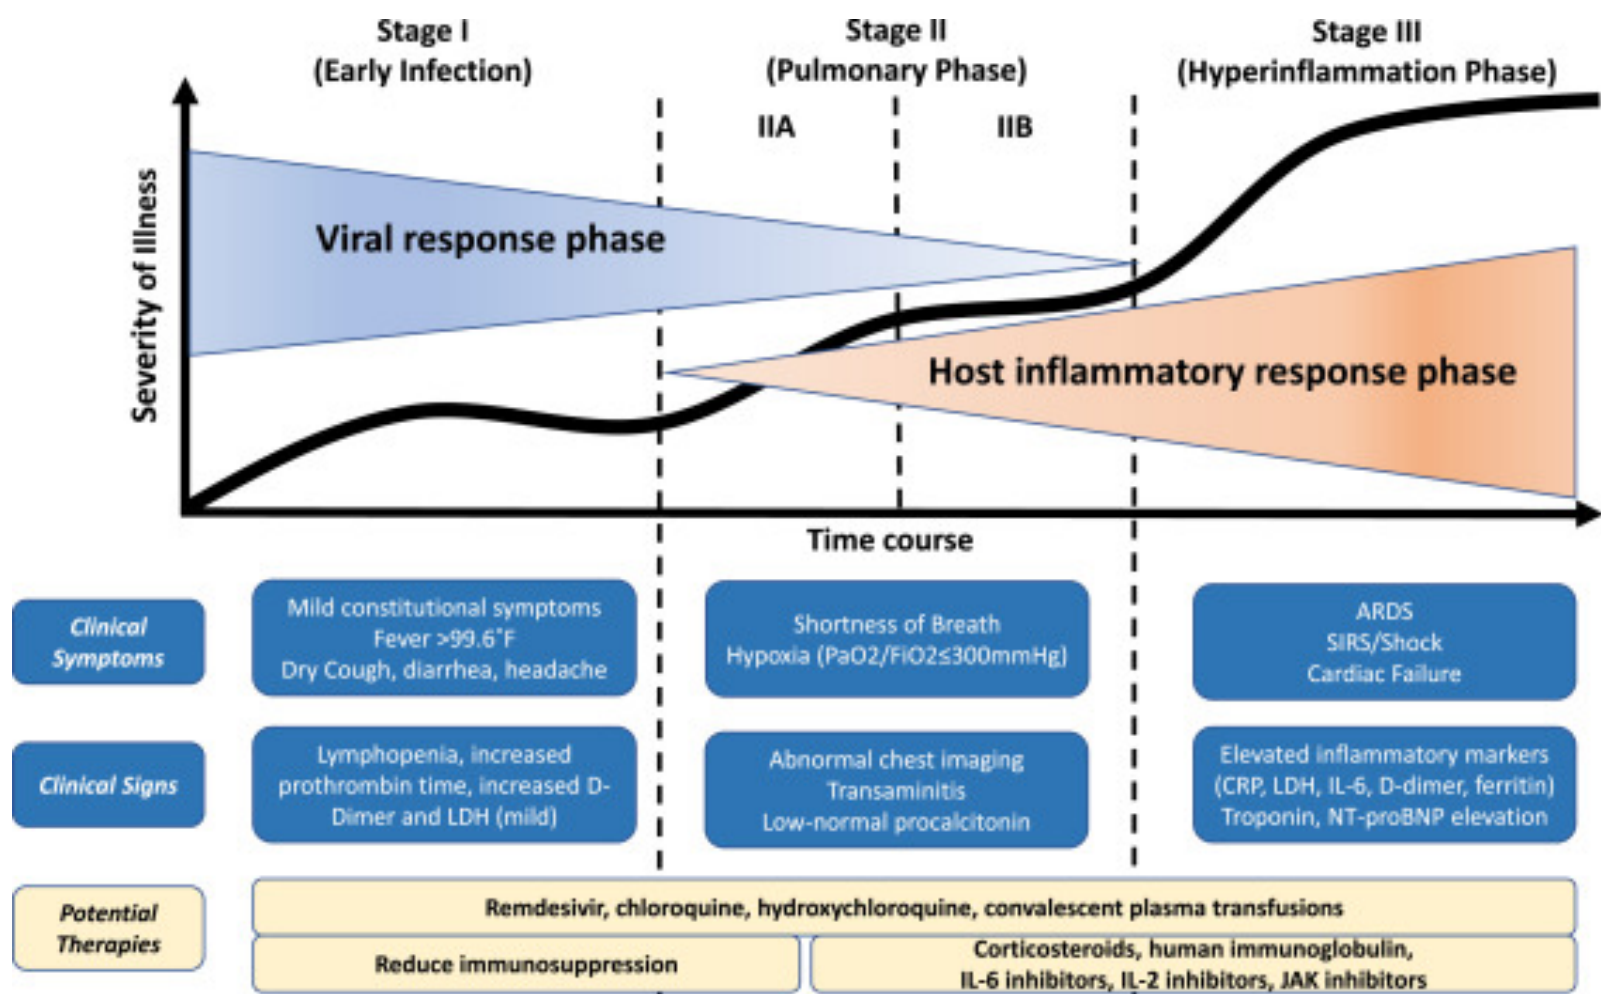 Stage I
(Early Infection)
Stage II
(Pulmonary Phase)
Stage III
(Hyperinflammation Phase)
IIA
IIB
Severity of Illness
Viral response phase
Host inflammatory response phase
Time course
Clinical
Symptoms
Mild constitutional symptoms
Fever >99.6°F
Dry Cough, diarrhea, headache
Shortness of Breath
Hypoxia (PaO2/FiO2≤300mmHg)
ARDS
SIRS/Shock
Cardiac Failure
Clinical Signs
Lymphopenia, increased
prothrombin time, increased D-
Dimer and LDH (mild)
Abnormal chest imaging
Transaminitis
Low-normal procalcitonin
Elevated inflammatory markers
(CRP, LDH, IL-6, D-dimer, ferritin)
Troponin, NT-proBNP elevation
Potential
Therapies
Remdesivir, chloroquine, hydroxychloroquine, convalescent plasma transfusions
Reduce immunosuppression
Corticosteroids, human immunoglobulin,
IL-6 inhibitors, IL-2 inhibitors, JAK inhibitors